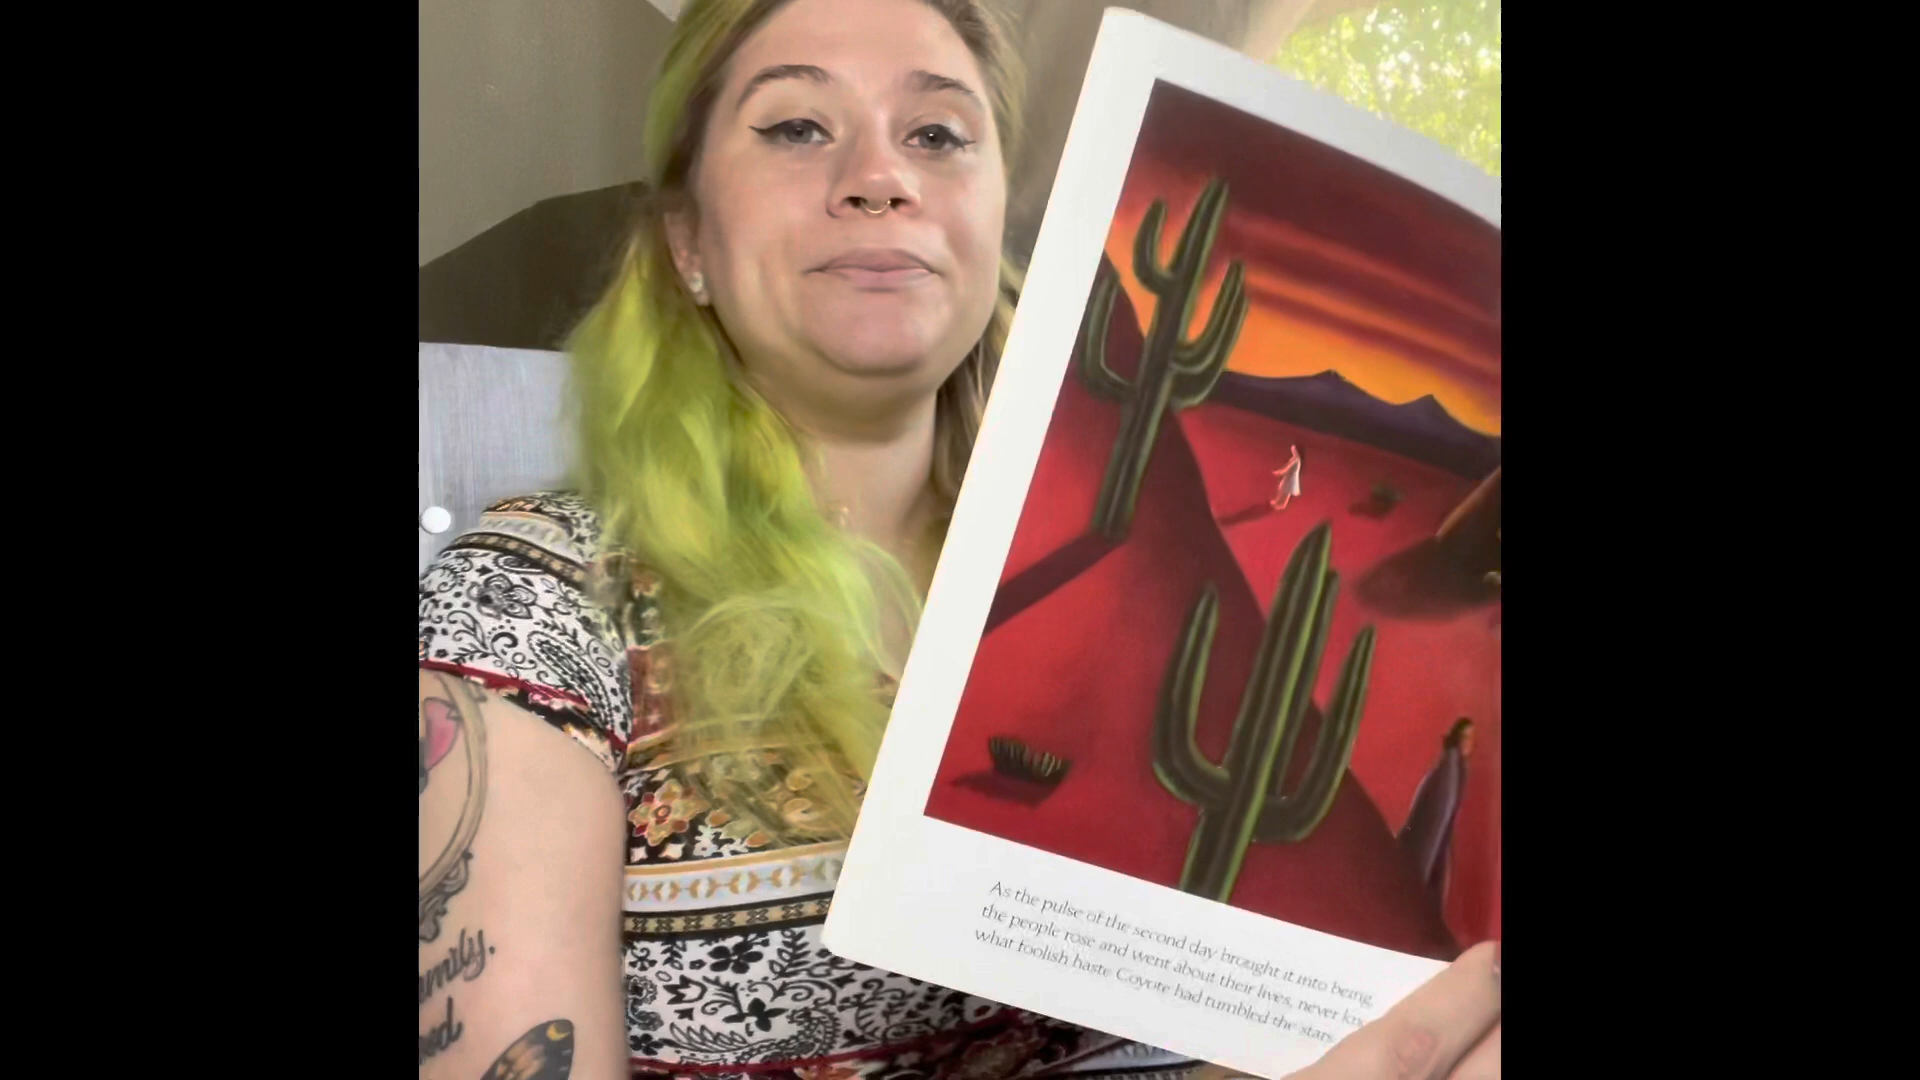 As the pulse of the second day brought it into being,
the people rose and went about their lives, never
what foolish haste Coyote had tumbled the stars